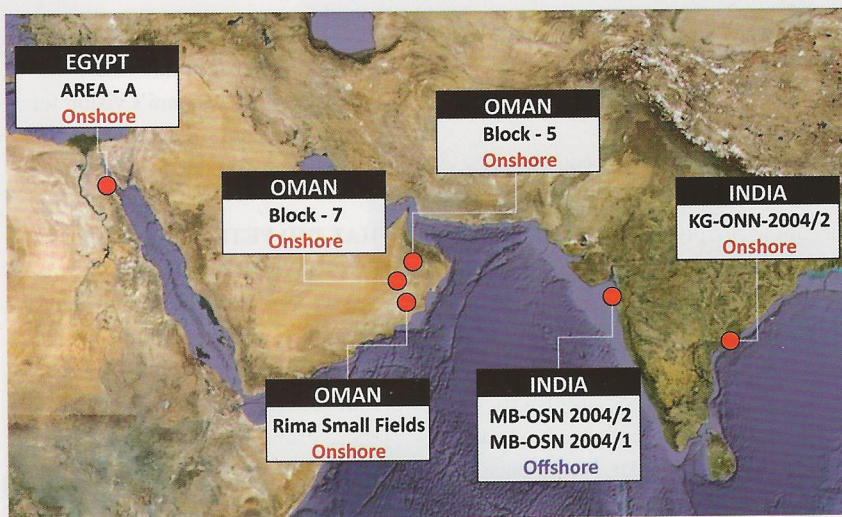 EGYPT
AREA - A
Onshore
OMAN
Block - 5
Onshore
OMAN
Block - 7
Onshore
INDIA
KG-ONN-2004/2
Onshore
OMAN
Rima Small Fields
Onshore
INDIA
MB-OSN 2004/2
MB-OSN 2004/1
Offshore